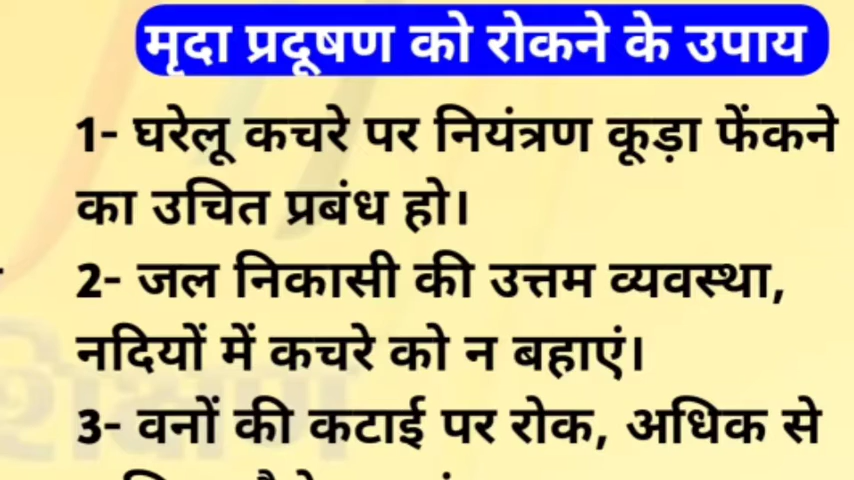 मृदा प्रदूषण को रोकने के उपाय
1- घरेलू कचरे पर नियंत्रण कूड़ा फेंकने
का उचित प्रबंध हो।
2- जल निकासी की उत्तम व्यवस्था,
नदियों में कचरे को न बहाएं।
3- वनों की कटाई पर रोक, अधिक से
शिक्षण